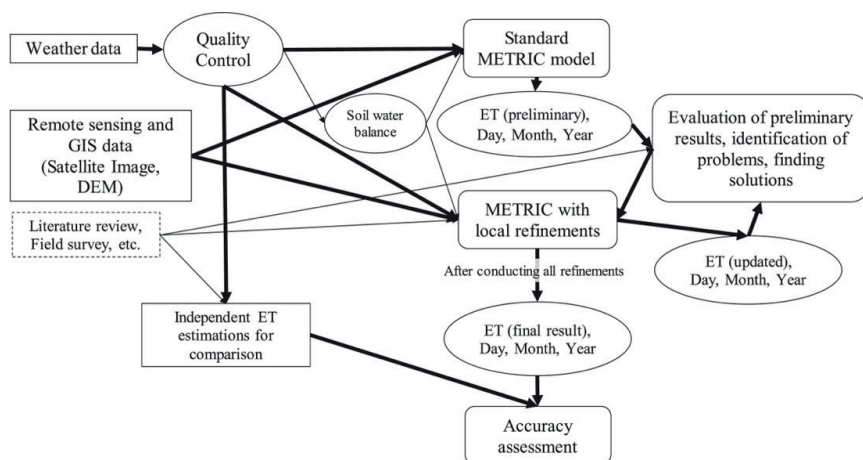 Weather data
Quality
Control
Standard
METRIC model
Remote sensing and
GIS data
(Satellite Image,
DEM)
Soil water
balance
ET (preliminary),
Day, Month, Year
Evaluation of preliminary
results, identification of
problems, finding
solutions
Literature review,
Field survey, etc.
METRIC with
local refinements
ET (updated),
Day, Month, Year
After conducting all refinements
Independent ET
estimations for
comparison
ET (final result),
Day, Month, Year
Accuracy
assessment